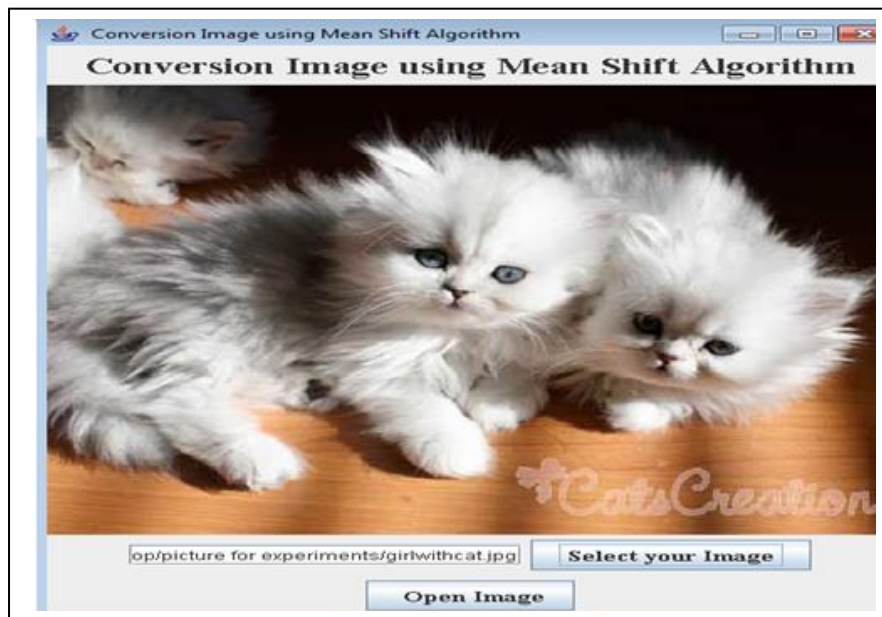 Conversion Image using Mean Shift Algorithm
Conversion Image using Mean Shift Algorithm
CatsCreation
op/picture for experiments/girlwithcat.jpg
Select your Image
Open Image